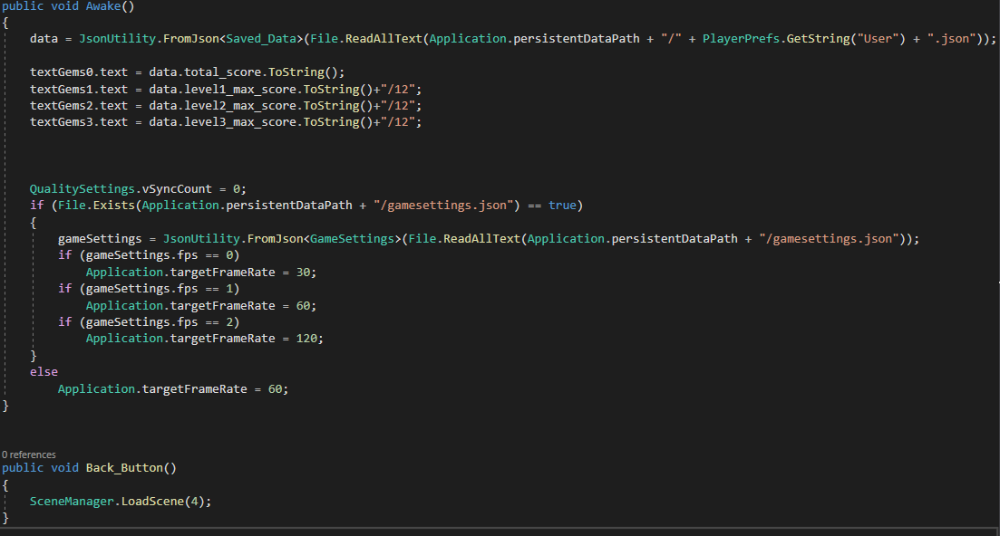 public void Awake()
{
data = JsonUtility.FromJson<Saved_Data>(File.ReadAllText(Application.persistentDataPath + "/" + PlayerPrefs.GetString("User") + ".json"));
textGems0.text = data.total_score.ToString();
textGems1.text = data.level1_max_score.ToString()+"/12";
textGems2.text = data.level2_max_score.ToString()+"/12";
textGems3.text = data.level3_max_score.ToString()+"/12";
QualitySettings.vSyncCount = 0;
if (File.Exists(Application.persistentDataPath + "/gamesettings.json") == true)
{
gameSettings = JsonUtility.FromJson<GameSettings>(File.ReadAllText(Application.persistentDataPath + "/gamesettings.json"));
if (gameSettings.fps == 0)
Application.targetFrameRate = 30;
if (gameSettings.fps == 1)
Application.targetFrameRate = 60;
if (gameSettings.fps == 2)
Application.targetFrameRate = 120;
}
else
Application.targetFrameRate = 60;
}
0 references
public void Back_Button()
{
SceneManager.LoadScene(4);
}